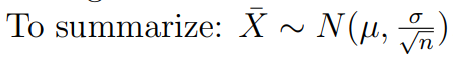 To summarize: X̄ ∼ N(μ, σ/√n)